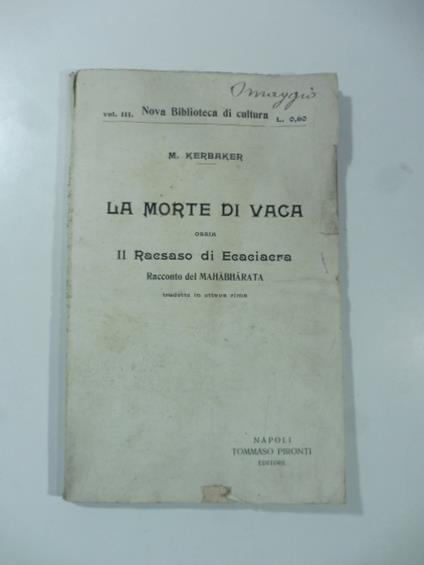 Omaggio
vol. III. Nova Biblioteca di cultura L. 0,60
M. KERBAKER
LA MORTE DI VACA
OSSIA
Il Racsaso di Ecaciacra
Racconto del MAHÀBHÀRATA
tradotto in ottava rima
NAPOLI
TOMMASO PIRONTI
EDITORE